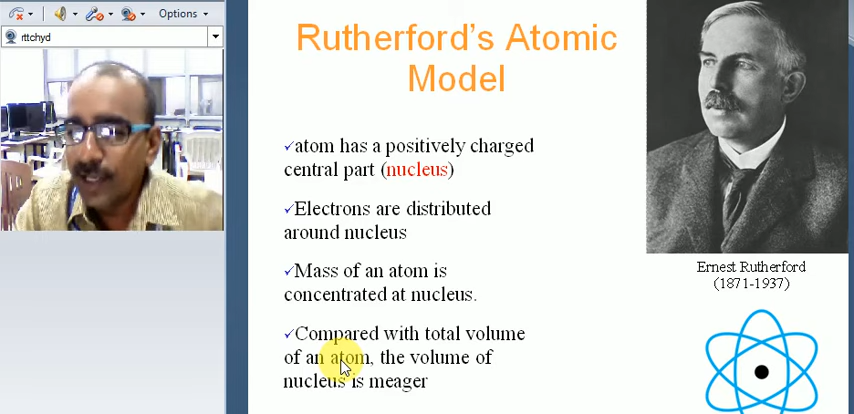 Options
rttchyd
Rutherford's Atomic
Model
atom has a positively charged
central part (nucleus)
Electrons are distributed
around nucleus
Mass of an atom is
concentrated at nucleus.
Compared with total volume
of an atom, the volume of
nucleus is meager
Ernest Rutherford
(1871-1937)